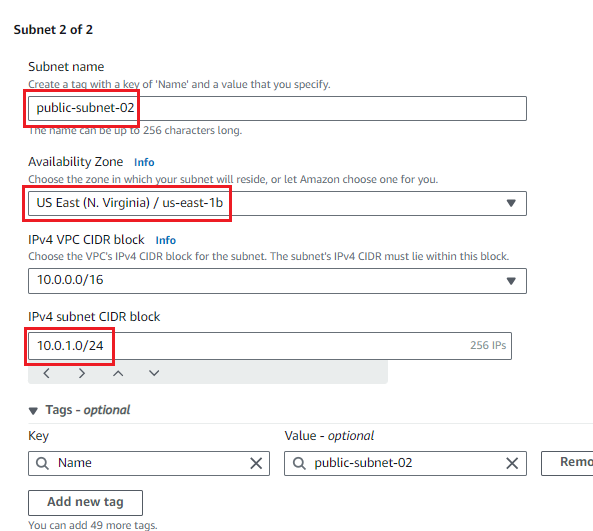 Subnet 2 of 2
Subnet name
Create a tag with a key of 'Name' and a value that you specify.
public-subnet-02
The name can be up to 256 characters long.
Availability Zone Info
Choose the zone in which your subnet will reside, or let Amazon choose one for you.
US East (N. Virginia) / us-east-1b
IPv4 VPC CIDR block Info
Choose the VPC's IPv4 CIDR block for the subnet. The subnet's IPv4 CIDR must lie within this block.
10.0.0.0/16
IPv4 subnet CIDR block
10.0.1.0/24 256 IPs
Tags - optional
Key Value - optional
Name public-subnet-02 Remo
Add new tag
You can add 49 more tags.